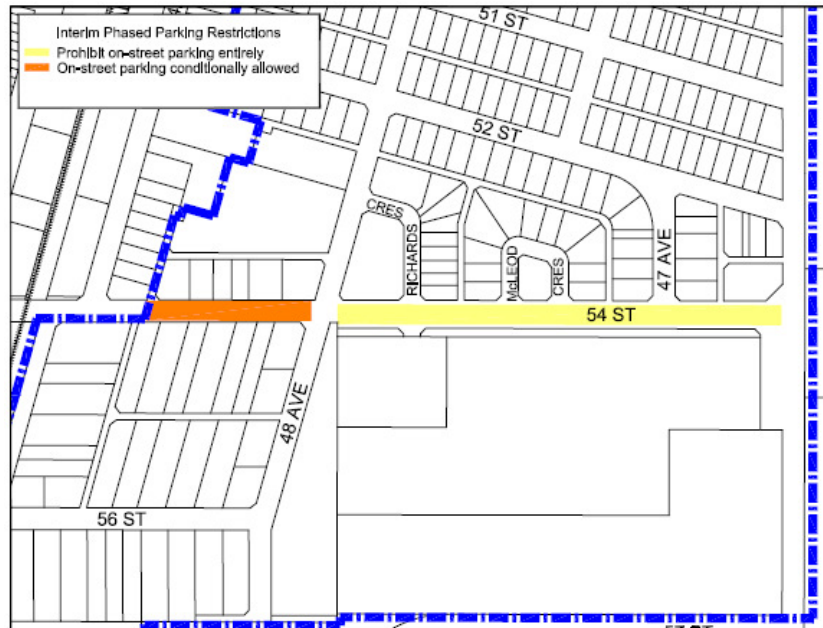 Interim Phased Parking Restrictions
Prohibit on-street parking entirely
On-street parking conditionally allowed
51 ST
52 ST
CRES
RICHARDS
McLEOD
CRES
47 AVE
54 ST
48 AVE
56 ST